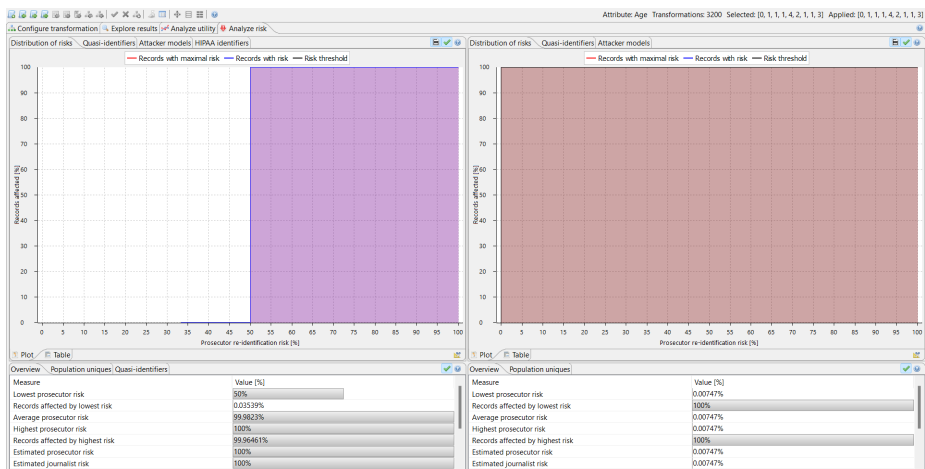 Attribute: Age Transformations: 3200 Selected: [0, 1, 1, 1, 4, 2, 1, 1, 3] Applied: [0, 1, 1, 1, 4, 2, 1, 1, 3]
Configure transformation Explore results Analyze utility Analyze risk
Distribution of risks Quasi-identifiers Attacker models HIPAA identifiers
Records with maximal risk Records with risk Risk threshold
100
90
80
70
60
50
40
30
20
10
0
Records affected [%]
0 5 10 15 20 25 30 35 40 45 50 55 60 65 70 75 80 85 90 95 100
Prosecutor re-identification risk [%]
Plot Table
Distribution of risks Quasi-identifiers Attacker models
Records with maximal risk Records with risk Risk threshold
100
90
80
70
60
50
40
30
20
10
0
Records affected [%]
0 5 10 15 20 25 30 35 40 45 50 55 60 65 70 75 80 85 90 95 100
Prosecutor re-identification risk [%]
Plot Table
Overview Population uniques Quasi-identifiers
Measure Value [%]
Lowest prosecutor risk 50%
Records affected by lowest risk 0.03539%
Average prosecutor risk 99.9823%
Highest prosecutor risk 100%
Records affected by highest risk 99.96461%
Estimated prosecutor risk 100%
Estimated journalist risk 100%
Overview Population uniques
Measure Value [%]
Lowest prosecutor risk 0.00747%
Records affected by lowest risk 100%
Average prosecutor risk 0.00747%
Highest prosecutor risk 0.00747%
Records affected by highest risk 100%
Estimated prosecutor risk 0.00747%
Estimated journalist risk 0.00747%